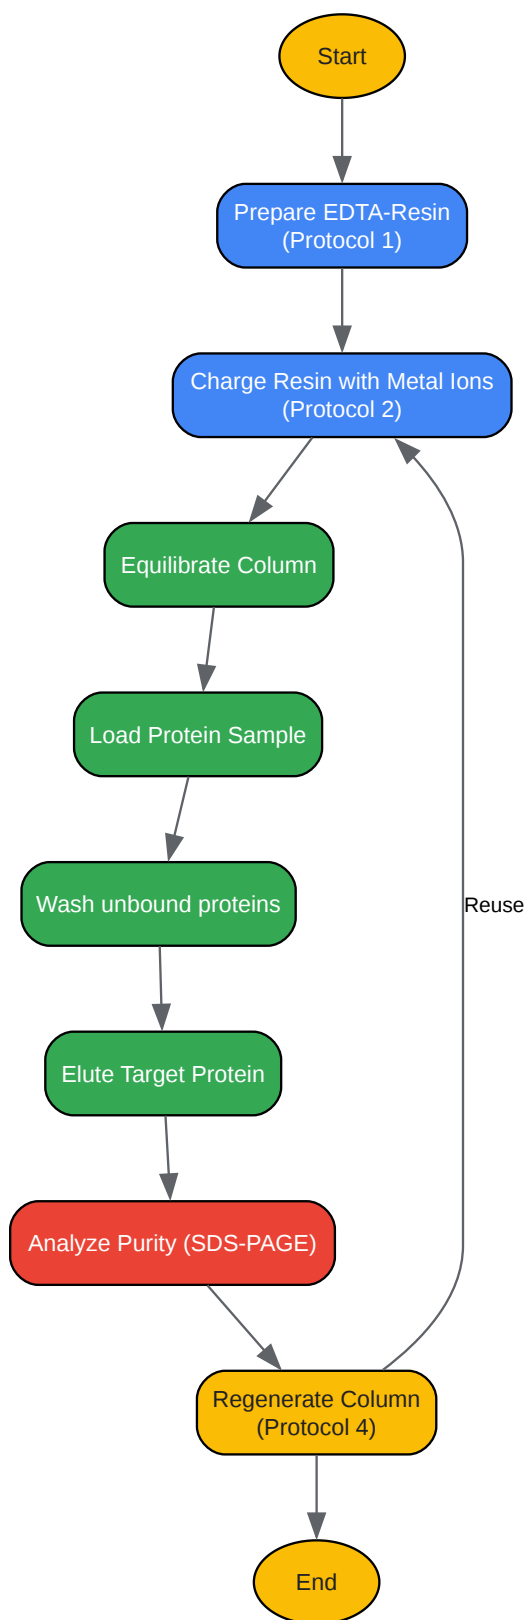 Start
Prepare EDTA-Resin
(Protocol 1)
Charge Resin with Metal Ions
(Protocol 2)
Equilibrate Column
Load Protein Sample
Wash unbound proteins
Reuse
Elute Target Protein
Analyze Purity (SDS-PAGE)
Regenerate Column
(Protocol 4)
End